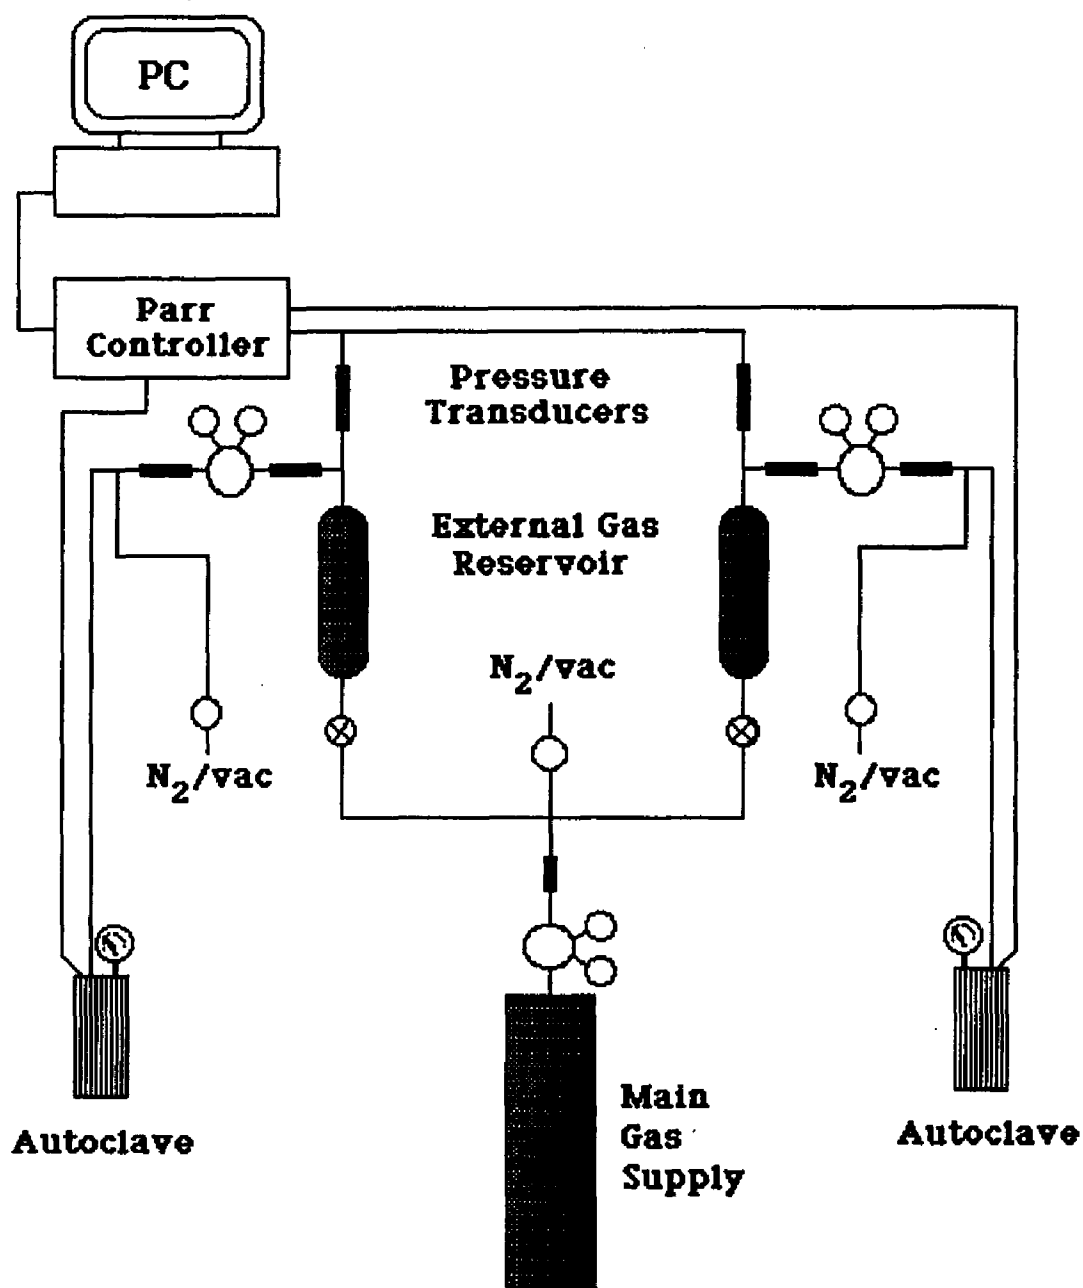 PC
Parr
Controller
Pressure
Transducers
External Gas
Reservoir
N2/vac
N2/vac
N2/vac
Autoclave
Main
Gas
Supply
Autoclave